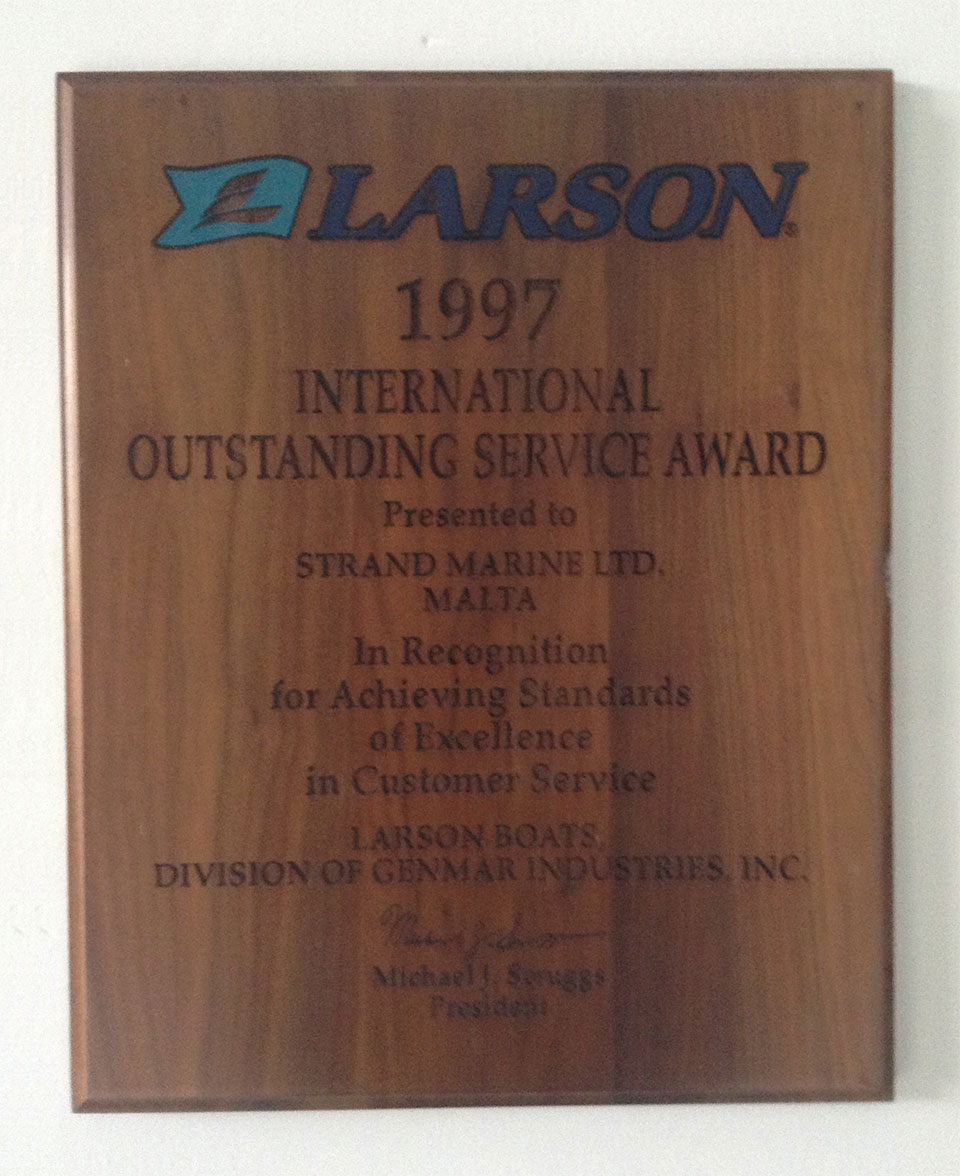 LARSON®
1997
INTERNATIONAL
OUTSTANDING SERVICE AWARD
Presented to
STRAND MARINE LTD.
MALTA
In Recognition
for Achieving Standards
of Excellence
in Customer Service
LARSON BOATS,
DIVISION OF GENMAR INDUSTRIES, INC.
Michael J. Scruggs
President